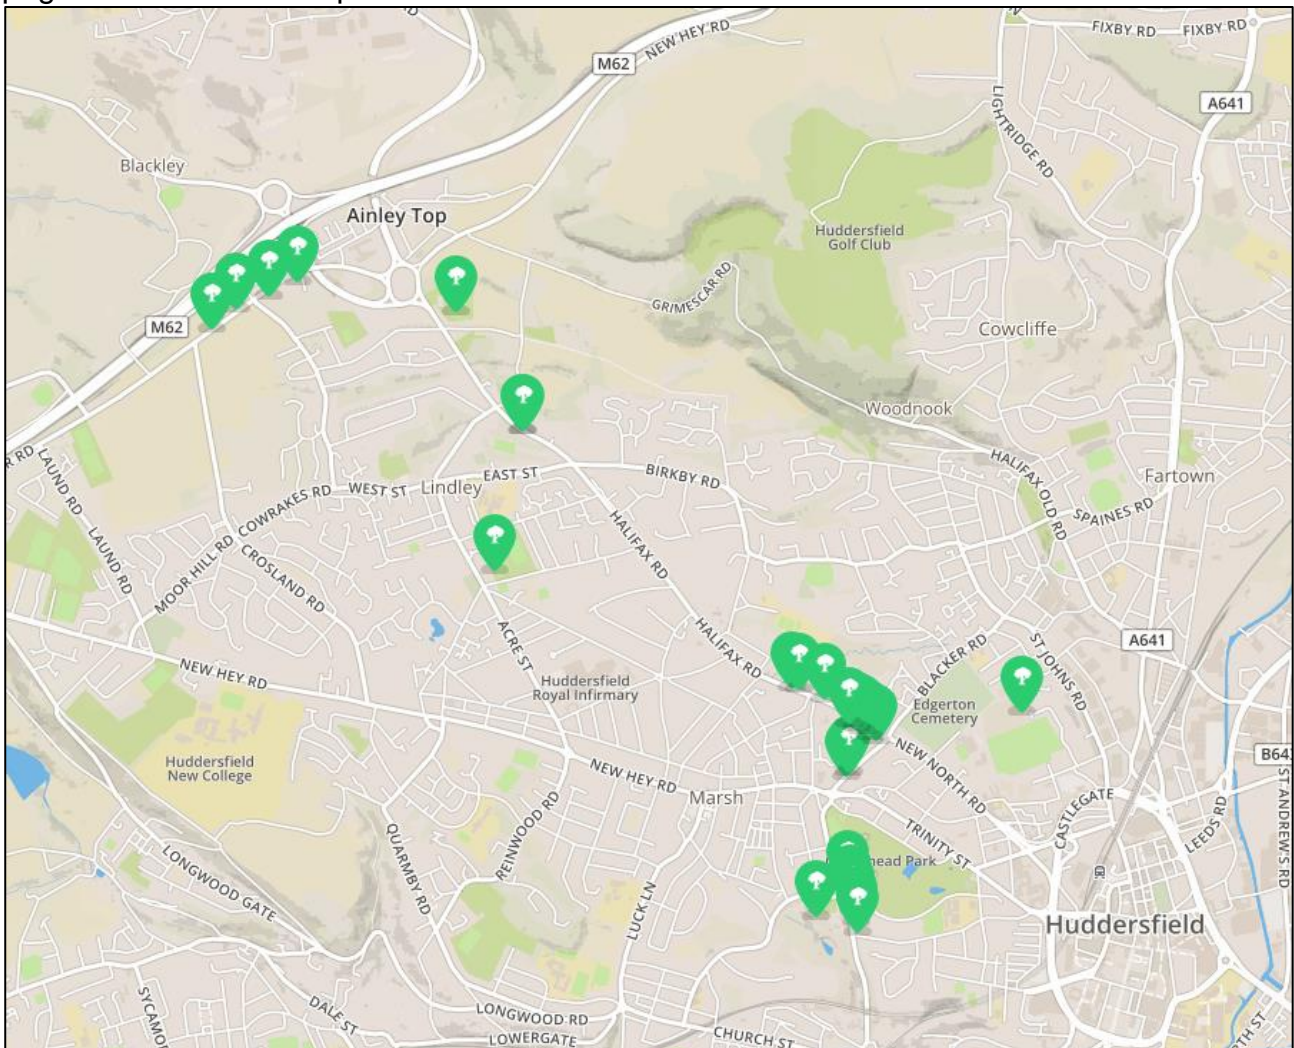 RD
NEW HEY RD
M62
FIXBY RD
FIXBY RD
A641
LIGHTRIDGE RD
Blackley
Ainley Top
Huddersfield
Golf Club
GRIMESCAR RD
M62
Cowcliffe
Woodnook
R RD
LAUND RD
LAUND RD
EAST ST
BIRKBY RD
HALIFAX OLD RD
Fartown
WEST ST
Lindley
COWRAKES RD
MOOR HILL RD
SPAINES RD
HALIFAX RD
CROSLAND RD
HALIFAX RD
ACRE ST
BLACKER RD
ST JOHNS RD
A641
NEW HEY RD
Huddersfield
Royal Infirmary
Edgerton
Cemetery
Huddersfield
New College
NEW NORTH RD
B64
NEW HEY RD
Marsh
CASTLEGATE
ST ANDREW'S RD
LEEDS RD
QUARMBY RD
REINWOOD RD
TRINITY ST
head Park
LONGWOOD GATE
LUCK LN
Huddersfield
SYCAMO
DALE ST
LONGWOOD RD
LOWERGATE
CHURCH ST
TH ST